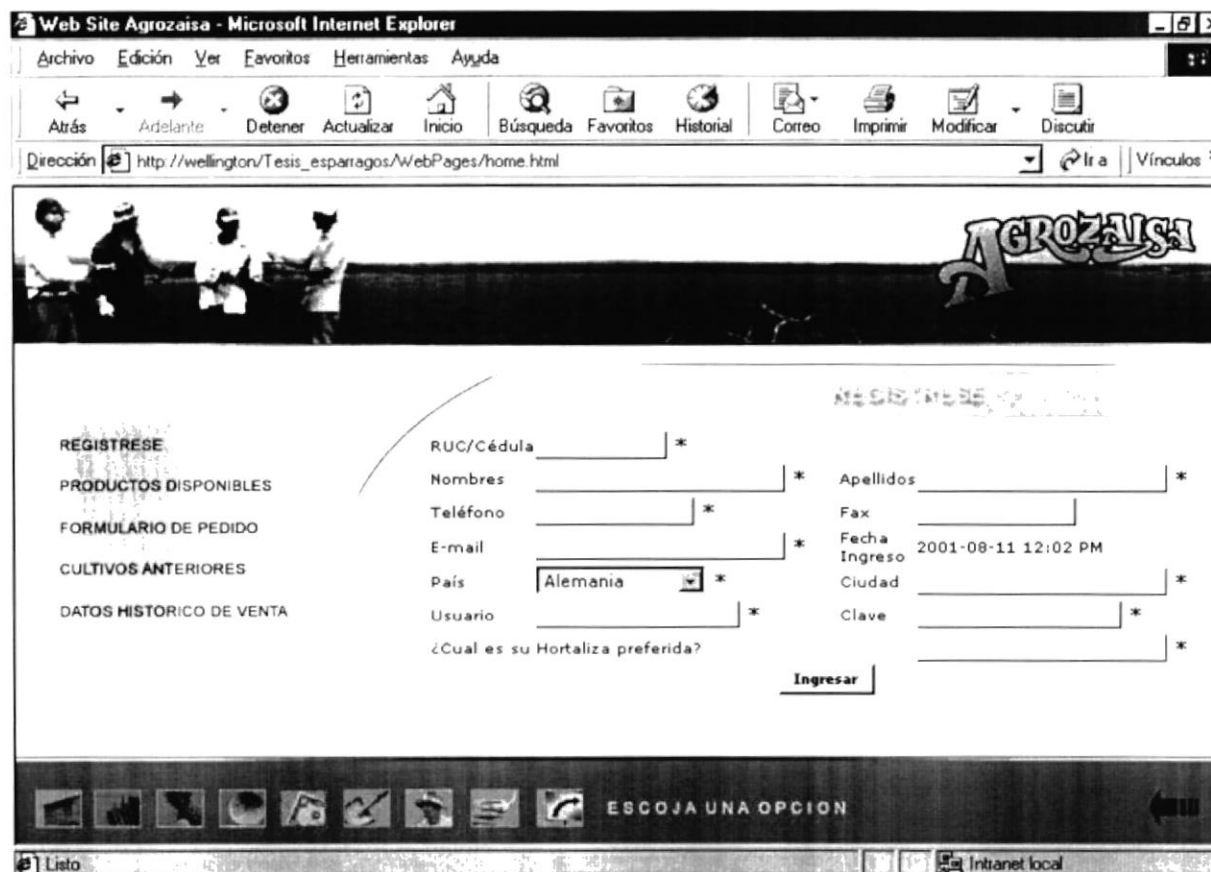 Web Site Agrozaisa - Microsoft Internet Explorer
Archivo Edición Ver Favoritos Herramientas Ayuda
Atrás Adelante Detener Actualizar Inicio Búsqueda Favoritos Historial Correo Imprimir Modificar Discutir
Dirección http://wellington/Tesis_esparragos/WebPages/home.html Ir a Vínculos
AGROZAISA
REGISTRESE
REGISTRESE
PRODUCTOS DISPONIBLES
FORMULARIO DE PEDIDO
CULTIVOS ANTERIORES
DATOS HISTORICO DE VENTA
RUC/Cédula *
Nombres * Apellidos *
Teléfono * Fax
E-mail * Fecha Ingreso 2001-08-11 12:02 PM
País Alemania * Ciudad *
Usuario * Clave *
¿Cual es su Hortaliza preferida? *
Ingresar
ESCOJA UNA OPCION
Listo Intranet local